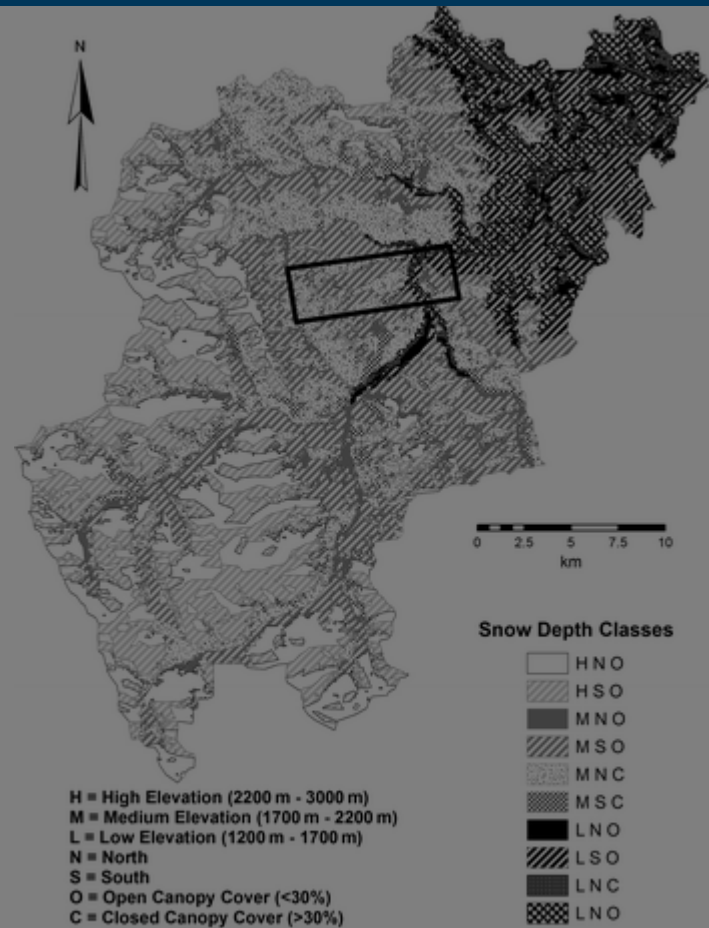 N
0 2.5 5 7.5 10
km
Snow Depth Classes
H N O
H S O
M N O
M S O
M N C
M S C
L N O
L S O
L N C
L N O
H = High Elevation (2200 m - 3000 m)
M = Medium Elevation (1700 m - 2200 m)
L = Low Elevation (1200 m - 1700 m)
N = North
S = South
O = Open Canopy Cover (<30%)
C = Closed Canopy Cover (>30%)